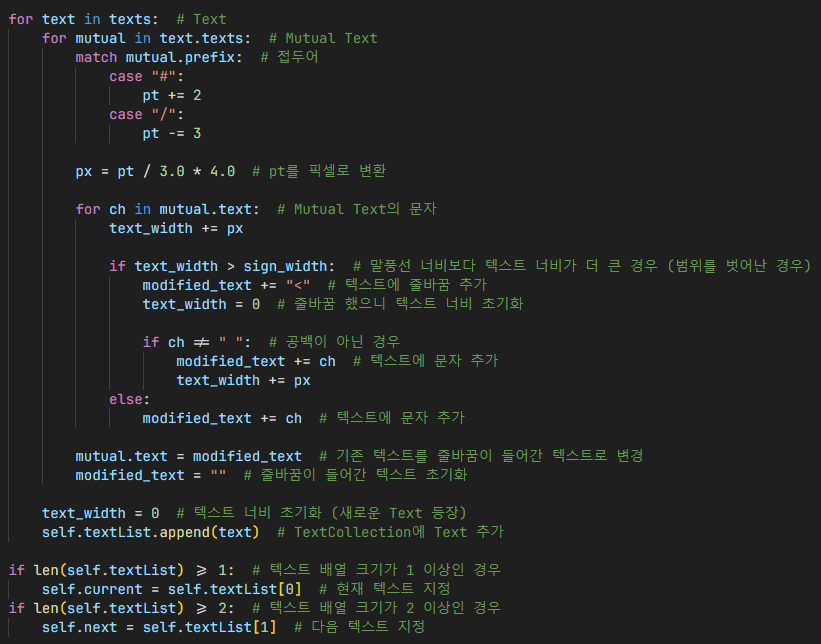 for text in texts:  # Text
    for mutual in text.texts:  # Mutual Text
        match mutual.prefix:  # 접두어
            case "#":
                pt += 2
            case "/":
                pt -= 3

        px = pt / 3.0 * 4.0  # pt를 픽셀로 변환

        for ch in mutual.text:  # Mutual Text의 문자
            text_width += px

            if text_width > sign_width:  # 말풍선 너비보다 텍스트 너비가 더 큰 경우 (범위를 벗어난 경우)
                modified_text += "<"  # 텍스트에 줄바꿈 추가
                text_width = 0  # 줄바꿈 했으니 텍스트 너비 초기화

                if ch ≠ " ":  # 공백이 아닌 경우
                    modified_text += ch  # 텍스트에 문자 추가
                    text_width += px
            else:
                modified_text += ch  # 텍스트에 문자 추가

        mutual.text = modified_text  # 기존 텍스트를 줄바꿈이 들어간 텍스트로 변경
        modified_text = ""  # 줄바꿈이 들어간 텍스트 초기화

    text_width = 0  # 텍스트 너비 초기화 (새로운 Text 등장)
    self.textList.append(text)  # TextCollection에 Text 추가

if len(self.textList) ⩾ 1:  # 텍스트 배열 크기가 1 이상인 경우
    self.current = self.textList[0]  # 현재 텍스트 지정
if len(self.textList) ⩾ 2:  # 텍스트 배열 크기가 2 이상인 경우
    self.next = self.textList[1]  # 다음 텍스트 지정